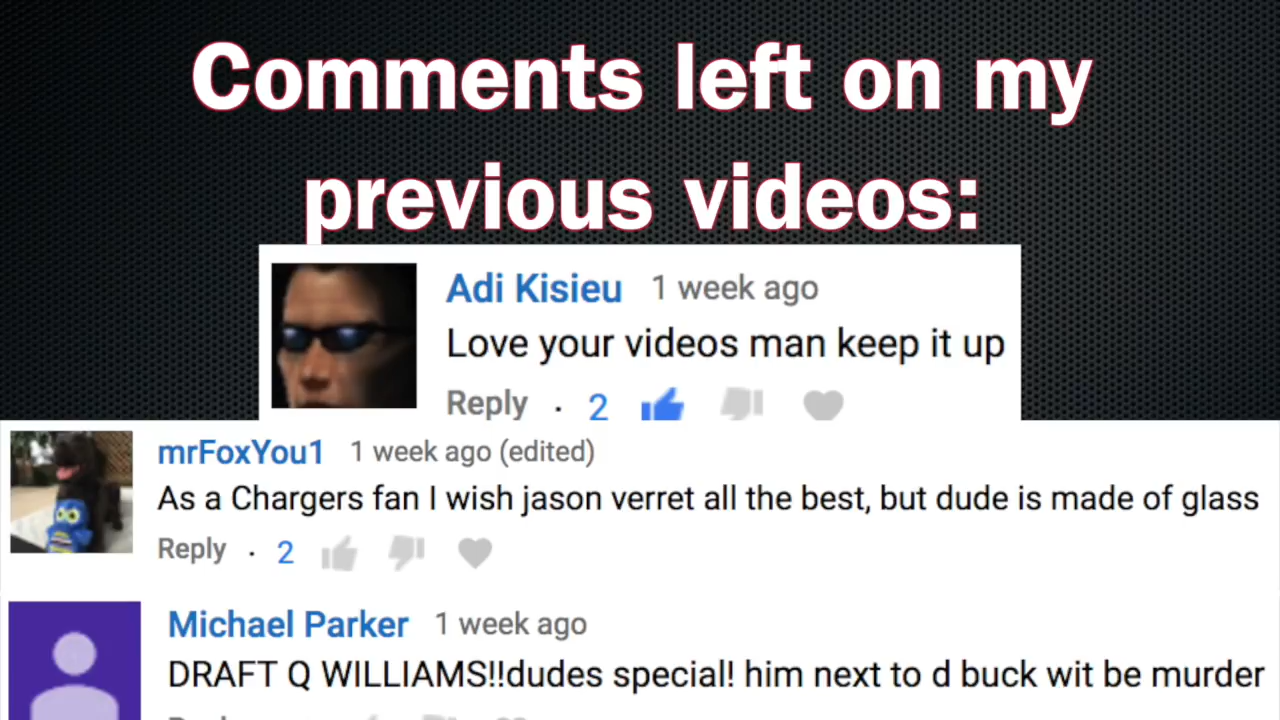 Comments left on my
previous videos:
Adi Kisieu 1 week ago
Love your videos man keep it up
Reply · 2
mrFoxYou1 1 week ago (edited)
As a Chargers fan I wish jason verret all the best, but dude is made of glass
Reply · 2
Michael Parker 1 week ago
DRAFT Q WILLIAMS!!dudes special! him next to d buck wit be murder